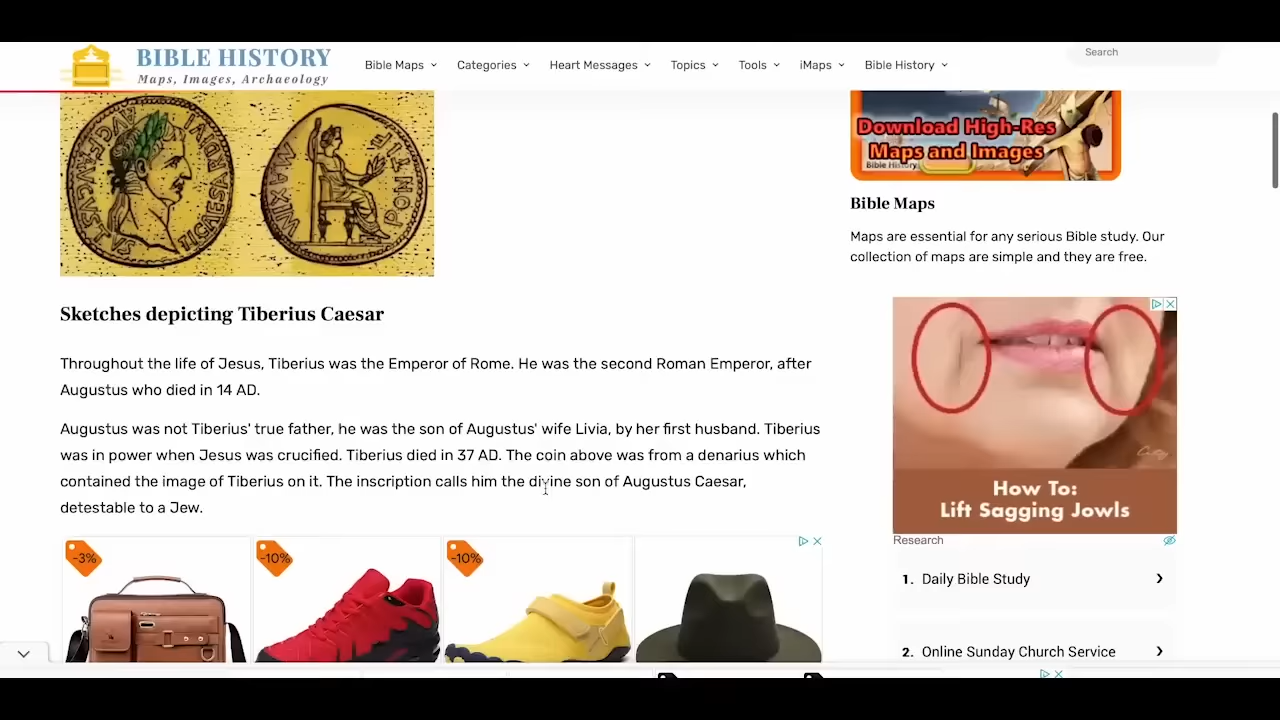 BIBLE HISTORY
Maps, Images, Archaeology
Bible Maps
Categories
Heart Messages
Topics
Tools
iMaps
Bible History
Search
Download High-Res
Maps and Images
Bible History
Bible Maps
Maps are essential for any serious Bible study. Our
collection of maps are simple and they are free.
Sketches depicting Tiberius Caesar
Throughout the life of Jesus, Tiberius was the Emperor of Rome. He was the second Roman Emperor, after
Augustus who died in 14 AD.
Augustus was not Tiberius' true father, he was the son of Augustus' wife Livia, by her first husband. Tiberius
was in power when Jesus was crucified. Tiberius died in 37 AD. The coin above was from a denarius which
contained the image of Tiberius on it. The inscription calls him the divine son of Augustus Caesar,
detestable to a Jew.
How To:
Lift Sagging Jowls
Research
1. Daily Bible Study
2. Online Sunday Church Service
-3%
-10%
-10%